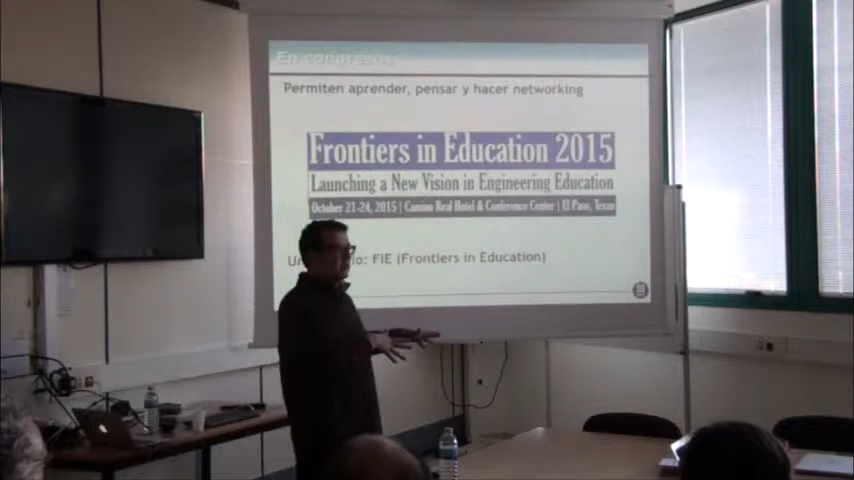 En congresos
Permiten aprender, pensar y hacer networking
Frontiers in Education 2015
Launching a New Vision in Engineering Education
October 21-24, 2015 | Camino Real Hotel & Conference Center | El Paso, Texas
FIE (Frontiers in Education)